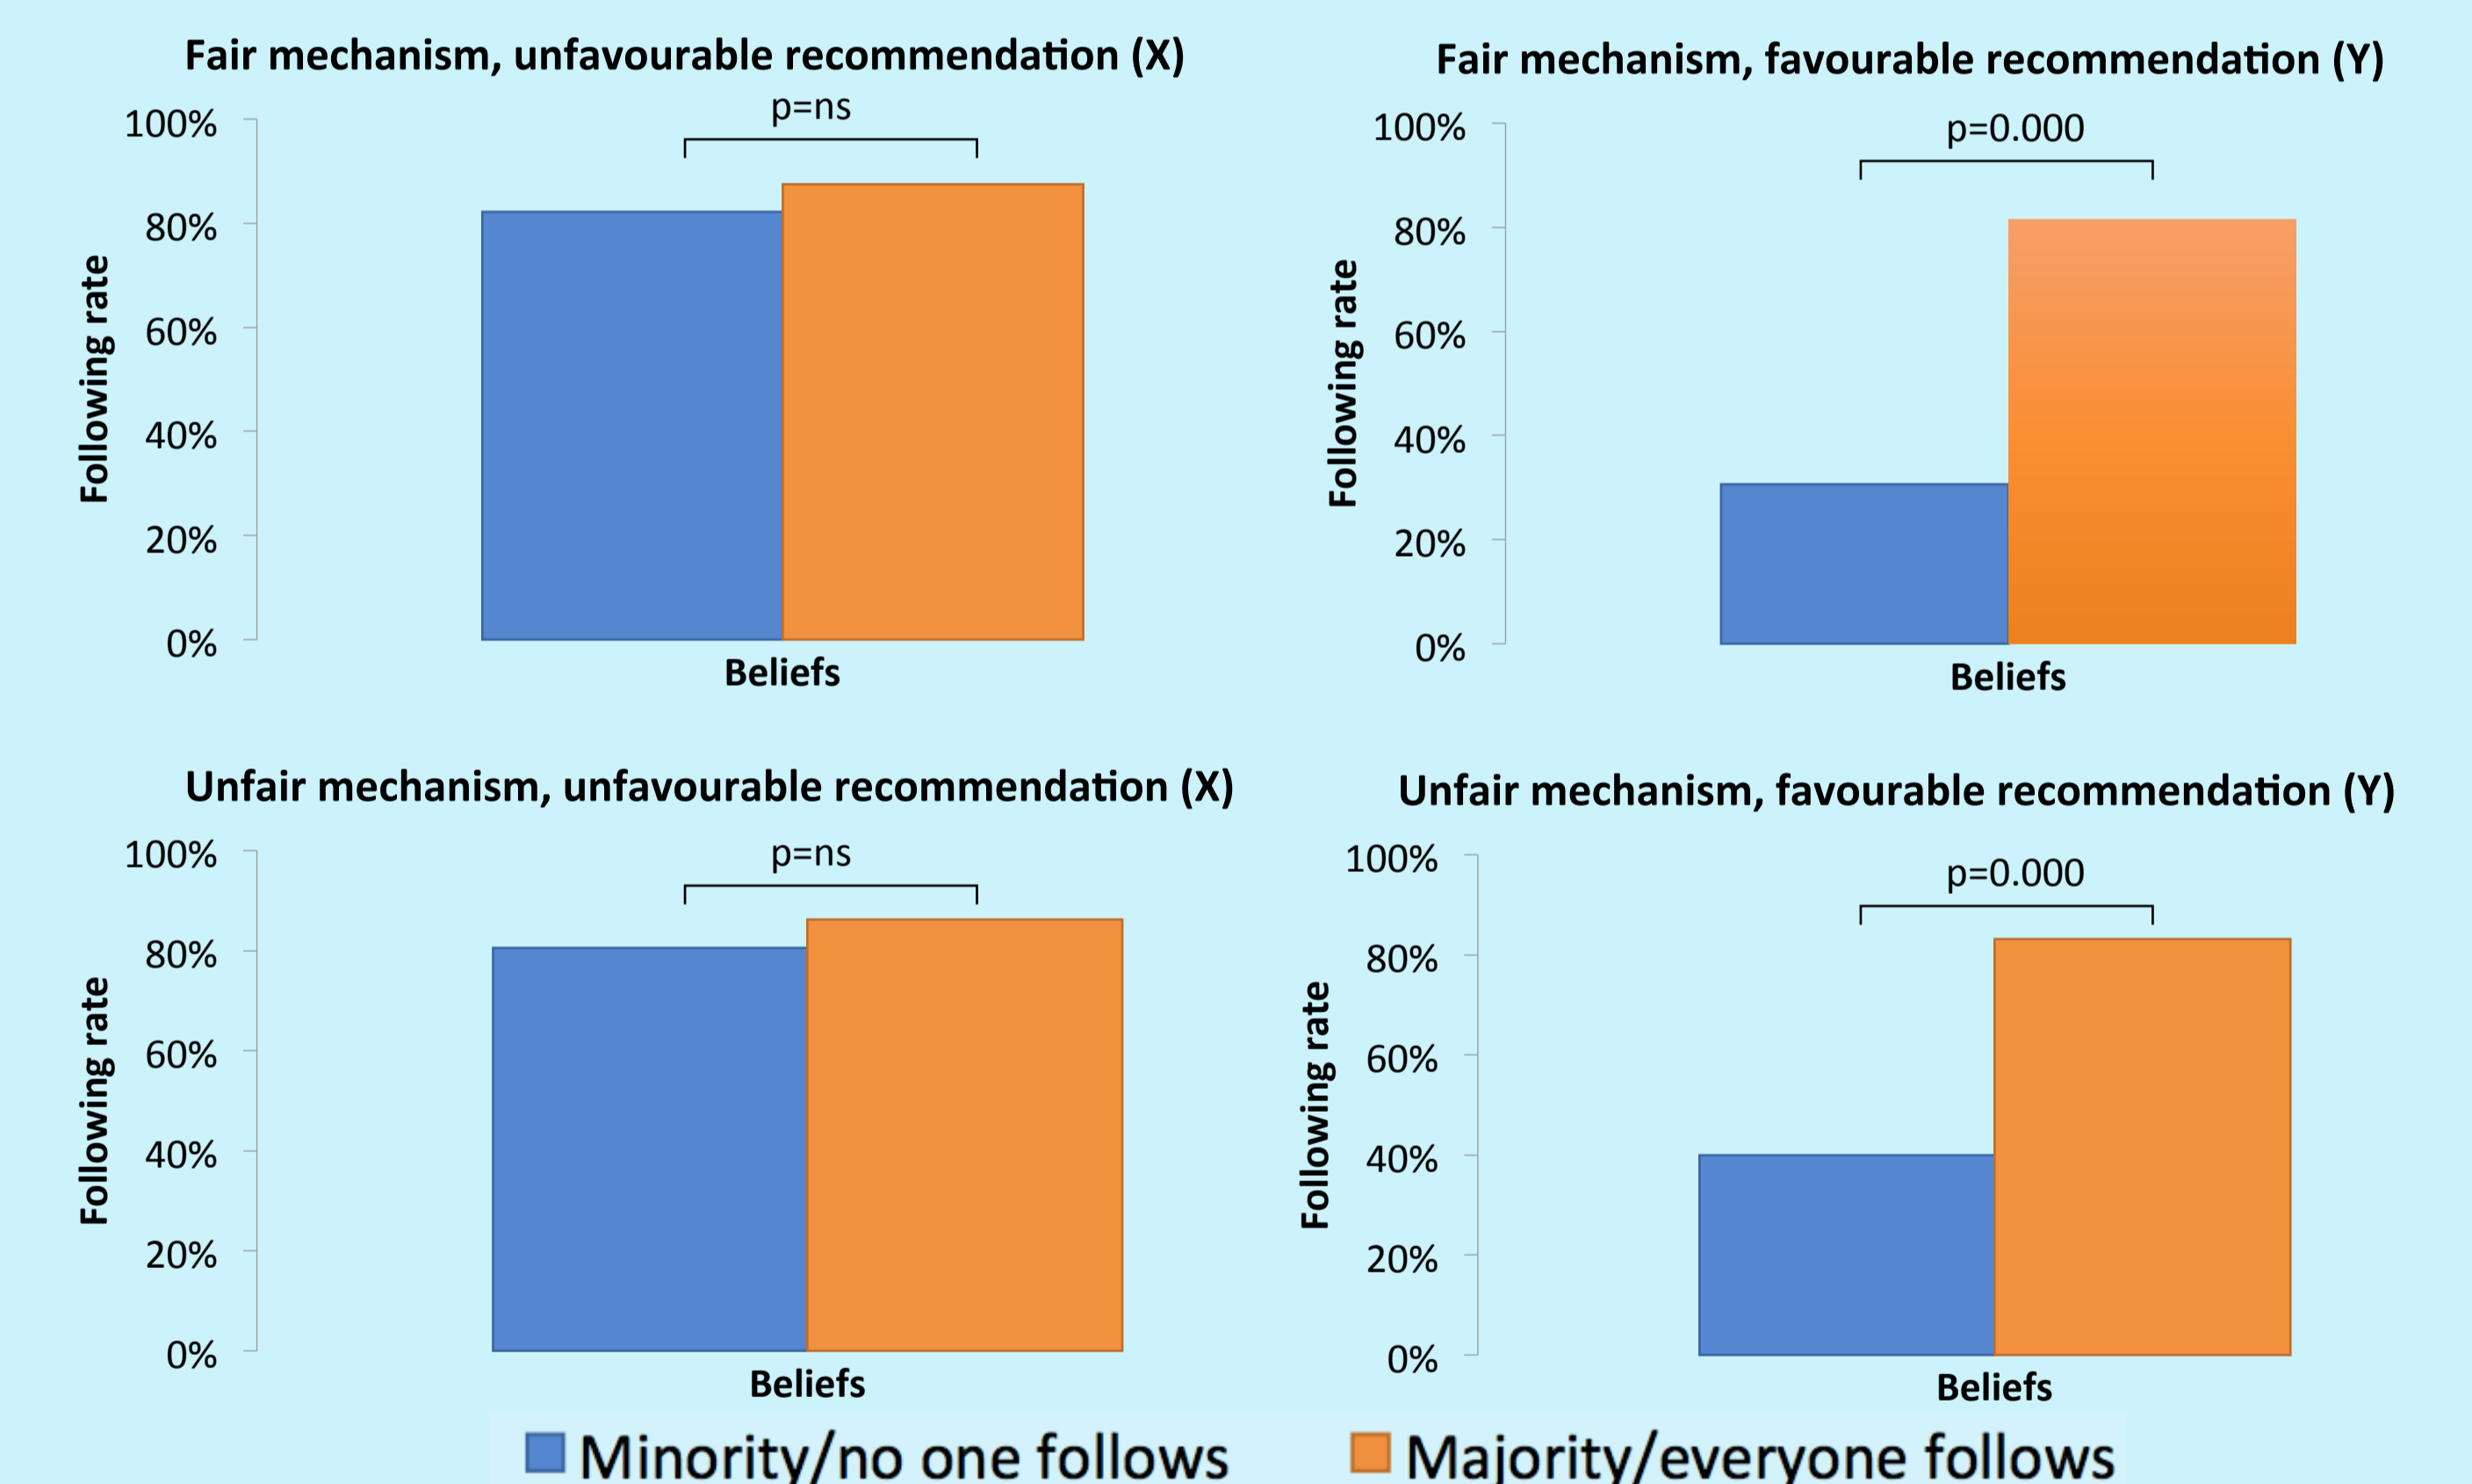 Fair mechanism, unfavourable recommendation (X)
p=ns
100%
80%
60%
40%
20%
0%
Following rate
Beliefs
Fair mechanism, favourable recommendation (Y)
p=0.000
100%
80%
60%
40%
20%
0%
Following rate
Beliefs
Unfair mechanism, unfavourable recommendation (X)
p=ns
100%
80%
60%
40%
20%
0%
Following rate
Beliefs
Unfair mechanism, favourable recommendation (Y)
p=0.000
100%
80%
60%
40%
20%
0%
Following rate
Beliefs
Minority/no one follows
Majority/everyone follows